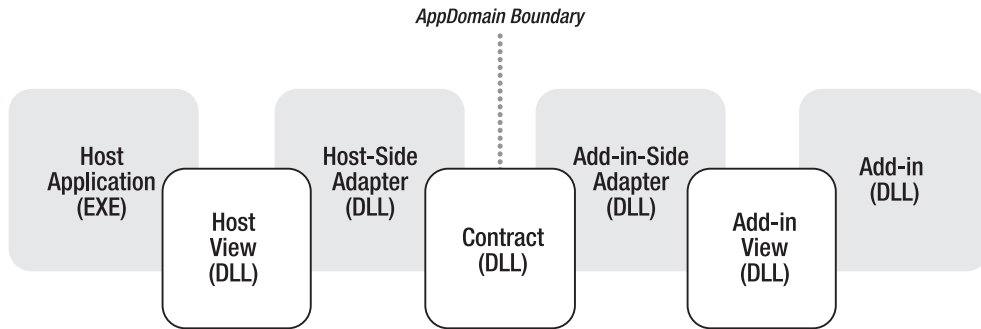 AppDomain Boundary
Host
Application
(EXE)
Host
View
(DLL)
Host-Side
Adapter
(DLL)
Contract
(DLL)
Add-in-Side
Adapter
(DLL)
Add-in
View
(DLL)
Add-in
(DLL)